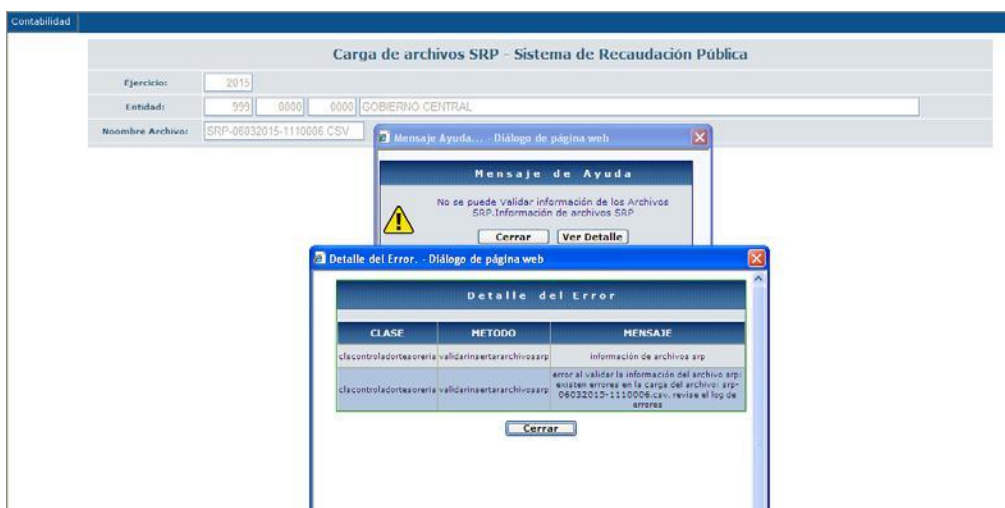 Contabilidad
Carga de archivos SRP - Sistema de Recaudación Pública
Ejercicio: 2015
Entidad: 999 0000 0000 GOBIERNO CENTRAL
Noombre Archivo: SRP-06032015-1110006.CSV
Mensaje Ayuda... - Diálogo de página web
Mensaje de Ayuda
No se puede Validar información de los Archivos
SRP.Información de archivos SRP
Cerrar Ver Detalle
Detalle del Error. - Diálogo de página web
Detalle del Error
CLASE METODO MENSAJE
clacontroladortesoreria validarinsertararchivosarp información de archivos srp
error al validar la información del archivo srp:
existen errores en la carga del archivo: srp-
clacontroladortesoreria validarinsertararchivosarp 06032015-1110006.csv, revise el log de
errores
Cerrar